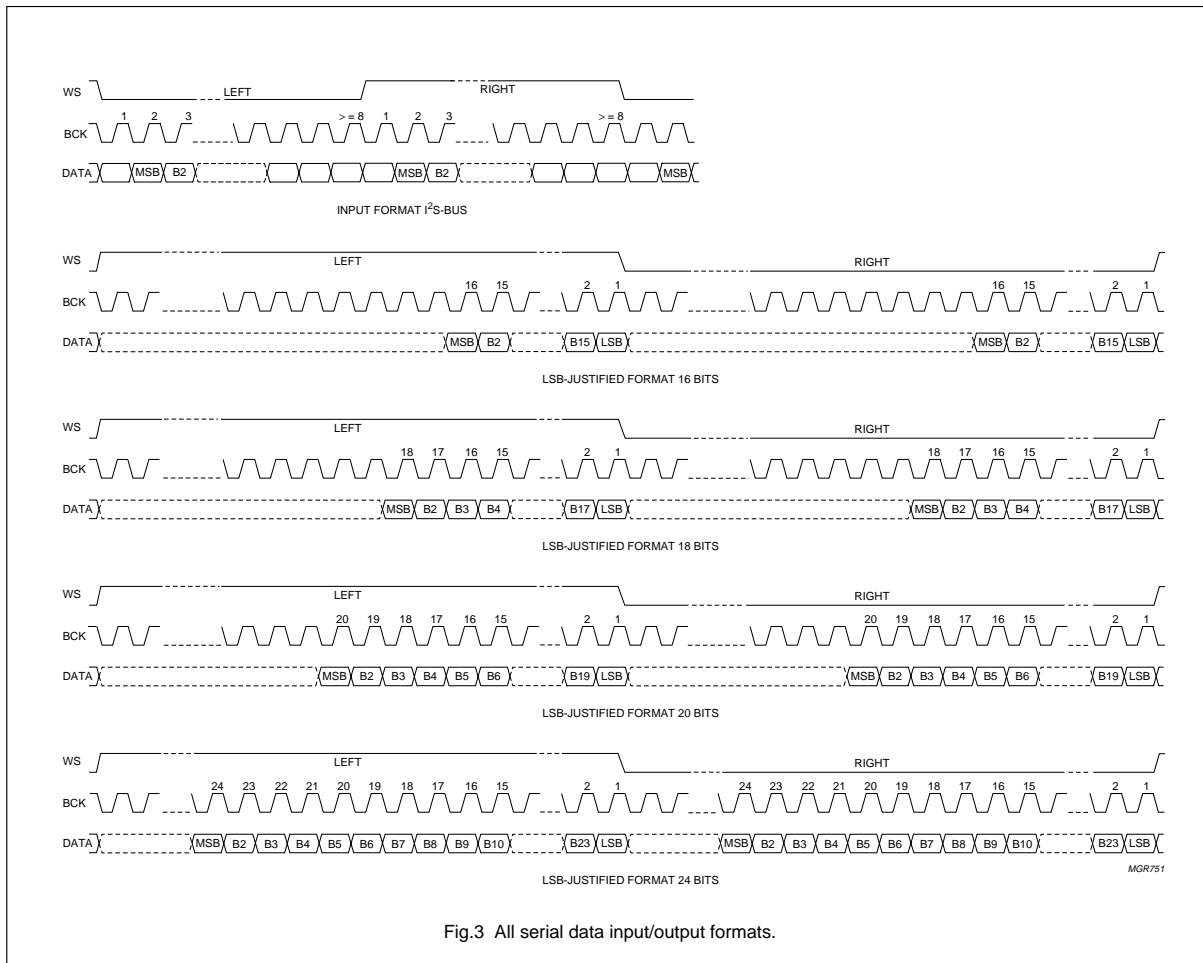 WS LEFT RIGHT
BCK 1 2 3 > = 8 1 2 3 > = 8
DATA MSB B2 MSB B2 MSB
INPUT FORMAT I²S-BUS
WS LEFT RIGHT
BCK 16 15 2 1 16 15 2 1
DATA MSB B2 B15 LSB MSB B2 B15 LSB
LSB-JUSTIFIED FORMAT 16 BITS
WS LEFT RIGHT
BCK 18 17 16 15 2 1 18 17 16 15 2 1
DATA MSB B2 B3 B4 B17 LSB MSB B2 B3 B4 B17 LSB
LSB-JUSTIFIED FORMAT 18 BITS
WS LEFT RIGHT
BCK 20 19 18 17 16 15 2 1 20 19 18 17 16 15 2 1
DATA MSB B2 B3 B4 B5 B6 B19 LSB MSB B2 B3 B4 B5 B6 B19 LSB
LSB-JUSTIFIED FORMAT 20 BITS
WS LEFT RIGHT
BCK 24 23 22 21 20 19 18 17 16 15 2 1 24 23 22 21 20 19 18 17 16 15 2 1
DATA MSB B2 B3 B4 B5 B6 B7 B8 B9 B10 B23 LSB MSB B2 B3 B4 B5 B6 B7 B8 B9 B10 B23 LSB
LSB-JUSTIFIED FORMAT 24 BITS
MGR751
Fig.3 All serial data input/output formats.